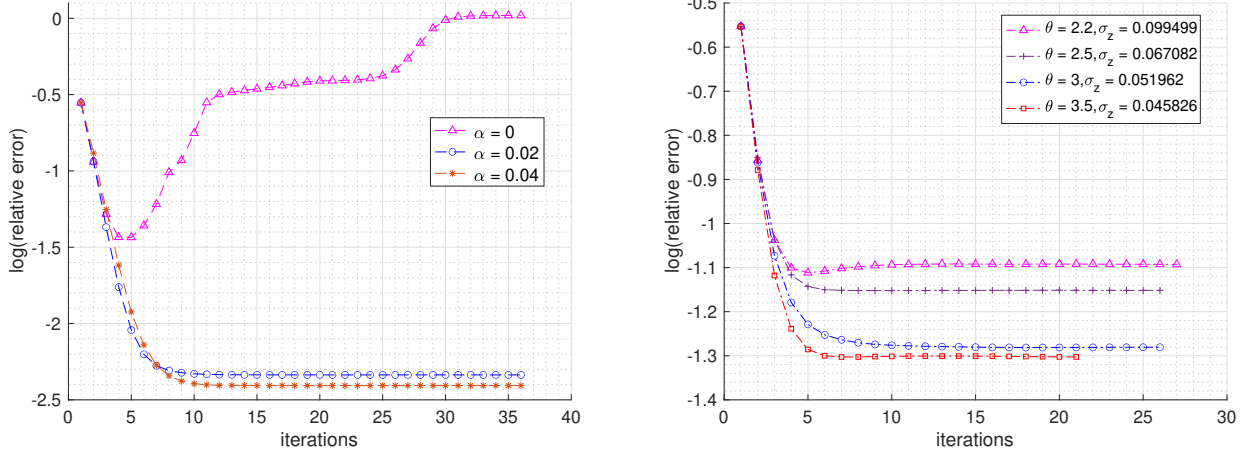 0
-0.5
-1
-1.5
-2
-2.5
log(relative error)
0 5 10 15 20 25 30 35 40
iterations
α = 0
α = 0.02
α = 0.04
-0.5
-0.6
-0.7
-0.8
-0.9
-1
-1.1
-1.2
-1.3
-1.4
log(relative error)
0 5 10 15 20 25 30
iterations
θ = 2.2,σz = 0.099499
θ = 2.5,σz = 0.067082
θ = 3,σz = 0.051962
θ = 3.5,σz = 0.045826